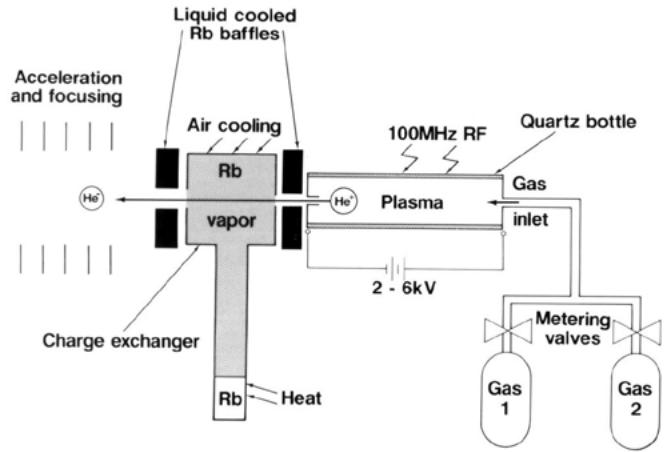 Liquid cooled
Rb baffles
Acceleration
and focusing
Air cooling
100MHz RF
Quartz bottle
Rb
Gas
He⁻
He⁺
Plasma
vapor
inlet
2 - 6kV
Charge exchanger
Metering
valves
Rb
Heat
Gas
1
Gas
2